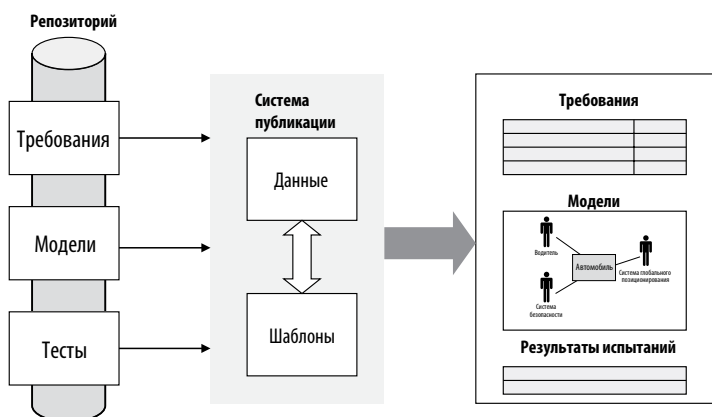 Репозиторий
Требования
Модели
Тесты
Система
публикации
Данные
Шаблоны
Требования
Модели
Водитель
Автомобиль
Система глобального
позиционирования
Система
безопасности
Результаты испытаний